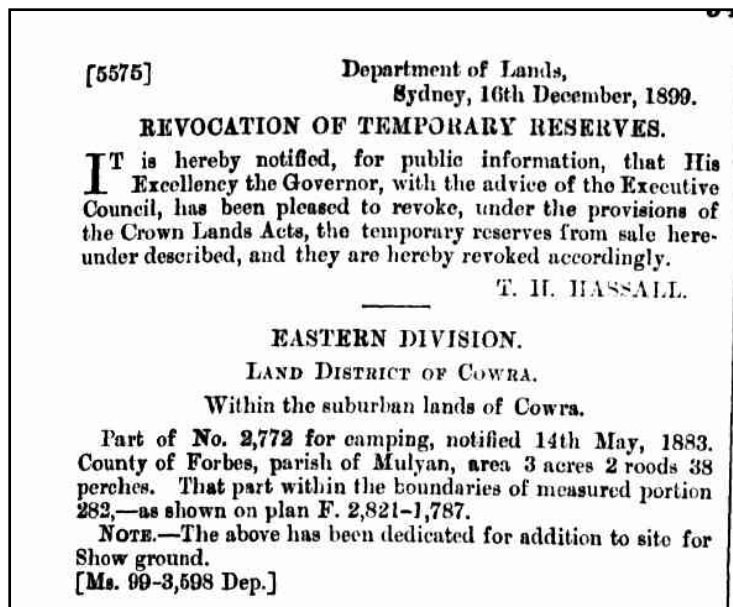 [5575] Department of Lands,
Sydney, 16th December, 1899.
REVOCATION OF TEMPORARY RESERVES.
IT is hereby notified, for public information, that His
Excellency the Governor, with the advice of the Executive
Council, has been pleased to revoke, under the provisions of
the Crown Lands Acts, the temporary reserves from sale here-
under described, and they are hereby revoked accordingly.
T. H. HASSALL.
EASTERN DIVISION.
LAND DISTRICT OF COWRA.
Within the suburban lands of Cowra.
Part of No. 2,772 for camping, notified 14th May, 1883.
County of Forbes, parish of Mulyan, area 3 acres 2 roods 38
perches. That part within the boundaries of measured portion
282,—as shown on plan F. 2,821-1,787.
NOTE.—The above has been dedicated for addition to site for
Show ground.
[Ms. 99-3,598 Dep.]